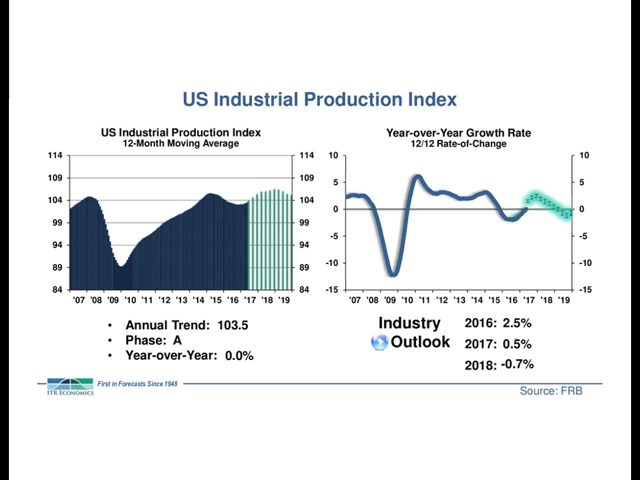 US Industrial Production Index
US Industrial Production Index
12-Month Moving Average
114
109
104
99
94
89
84
114
109
104
99
94
89
84
'07 '08 '09 '10 '11 '12 '13 '14 '15 '16 '17 '18 '19
Year-over-Year Growth Rate
12/12 Rate-of-Change
10
5
0
-5
-10
-15
10
5
0
-5
-10
-15
'07 '08 '09 '10 '11 '12 '13 '14 '15 '16 '17 '18 '19
• Annual Trend: 103.5
• Phase: A
• Year-over-Year: 0.0%
Industry
Outlook
2016: 2.5%
2017: 0.5%
2018: -0.7%
ITR ECONOMICS
First in Forecasts Since 1948
Source: FRB